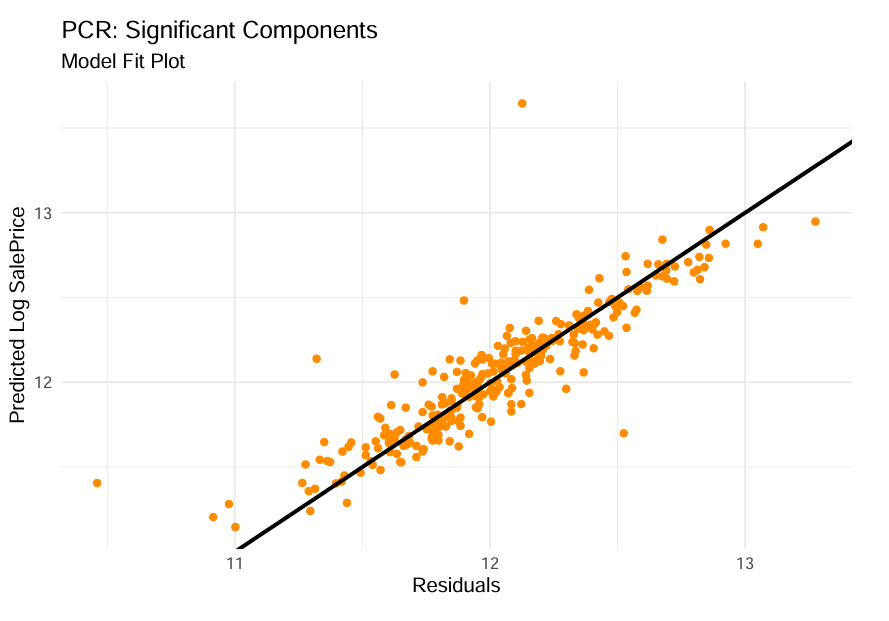 PCR: Significant Components
Model Fit Plot
Predicted Log SalePrice
13
12
11
12
13
Residuals